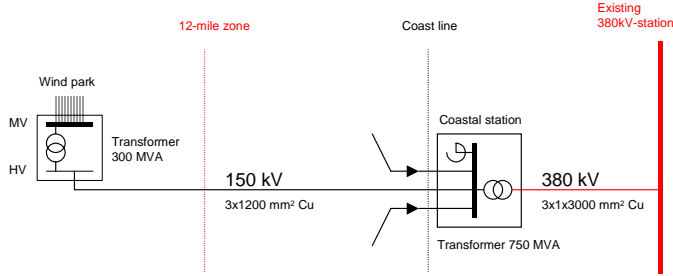 Existing
380kV-station
12-mile zone
Coast line
Wind park
MV
HV
Transformer
300 MVA
Coastal station
150 kV
3x1200 mm² Cu
380 kV
3x1x3000 mm² Cu
Transformer 750 MVA